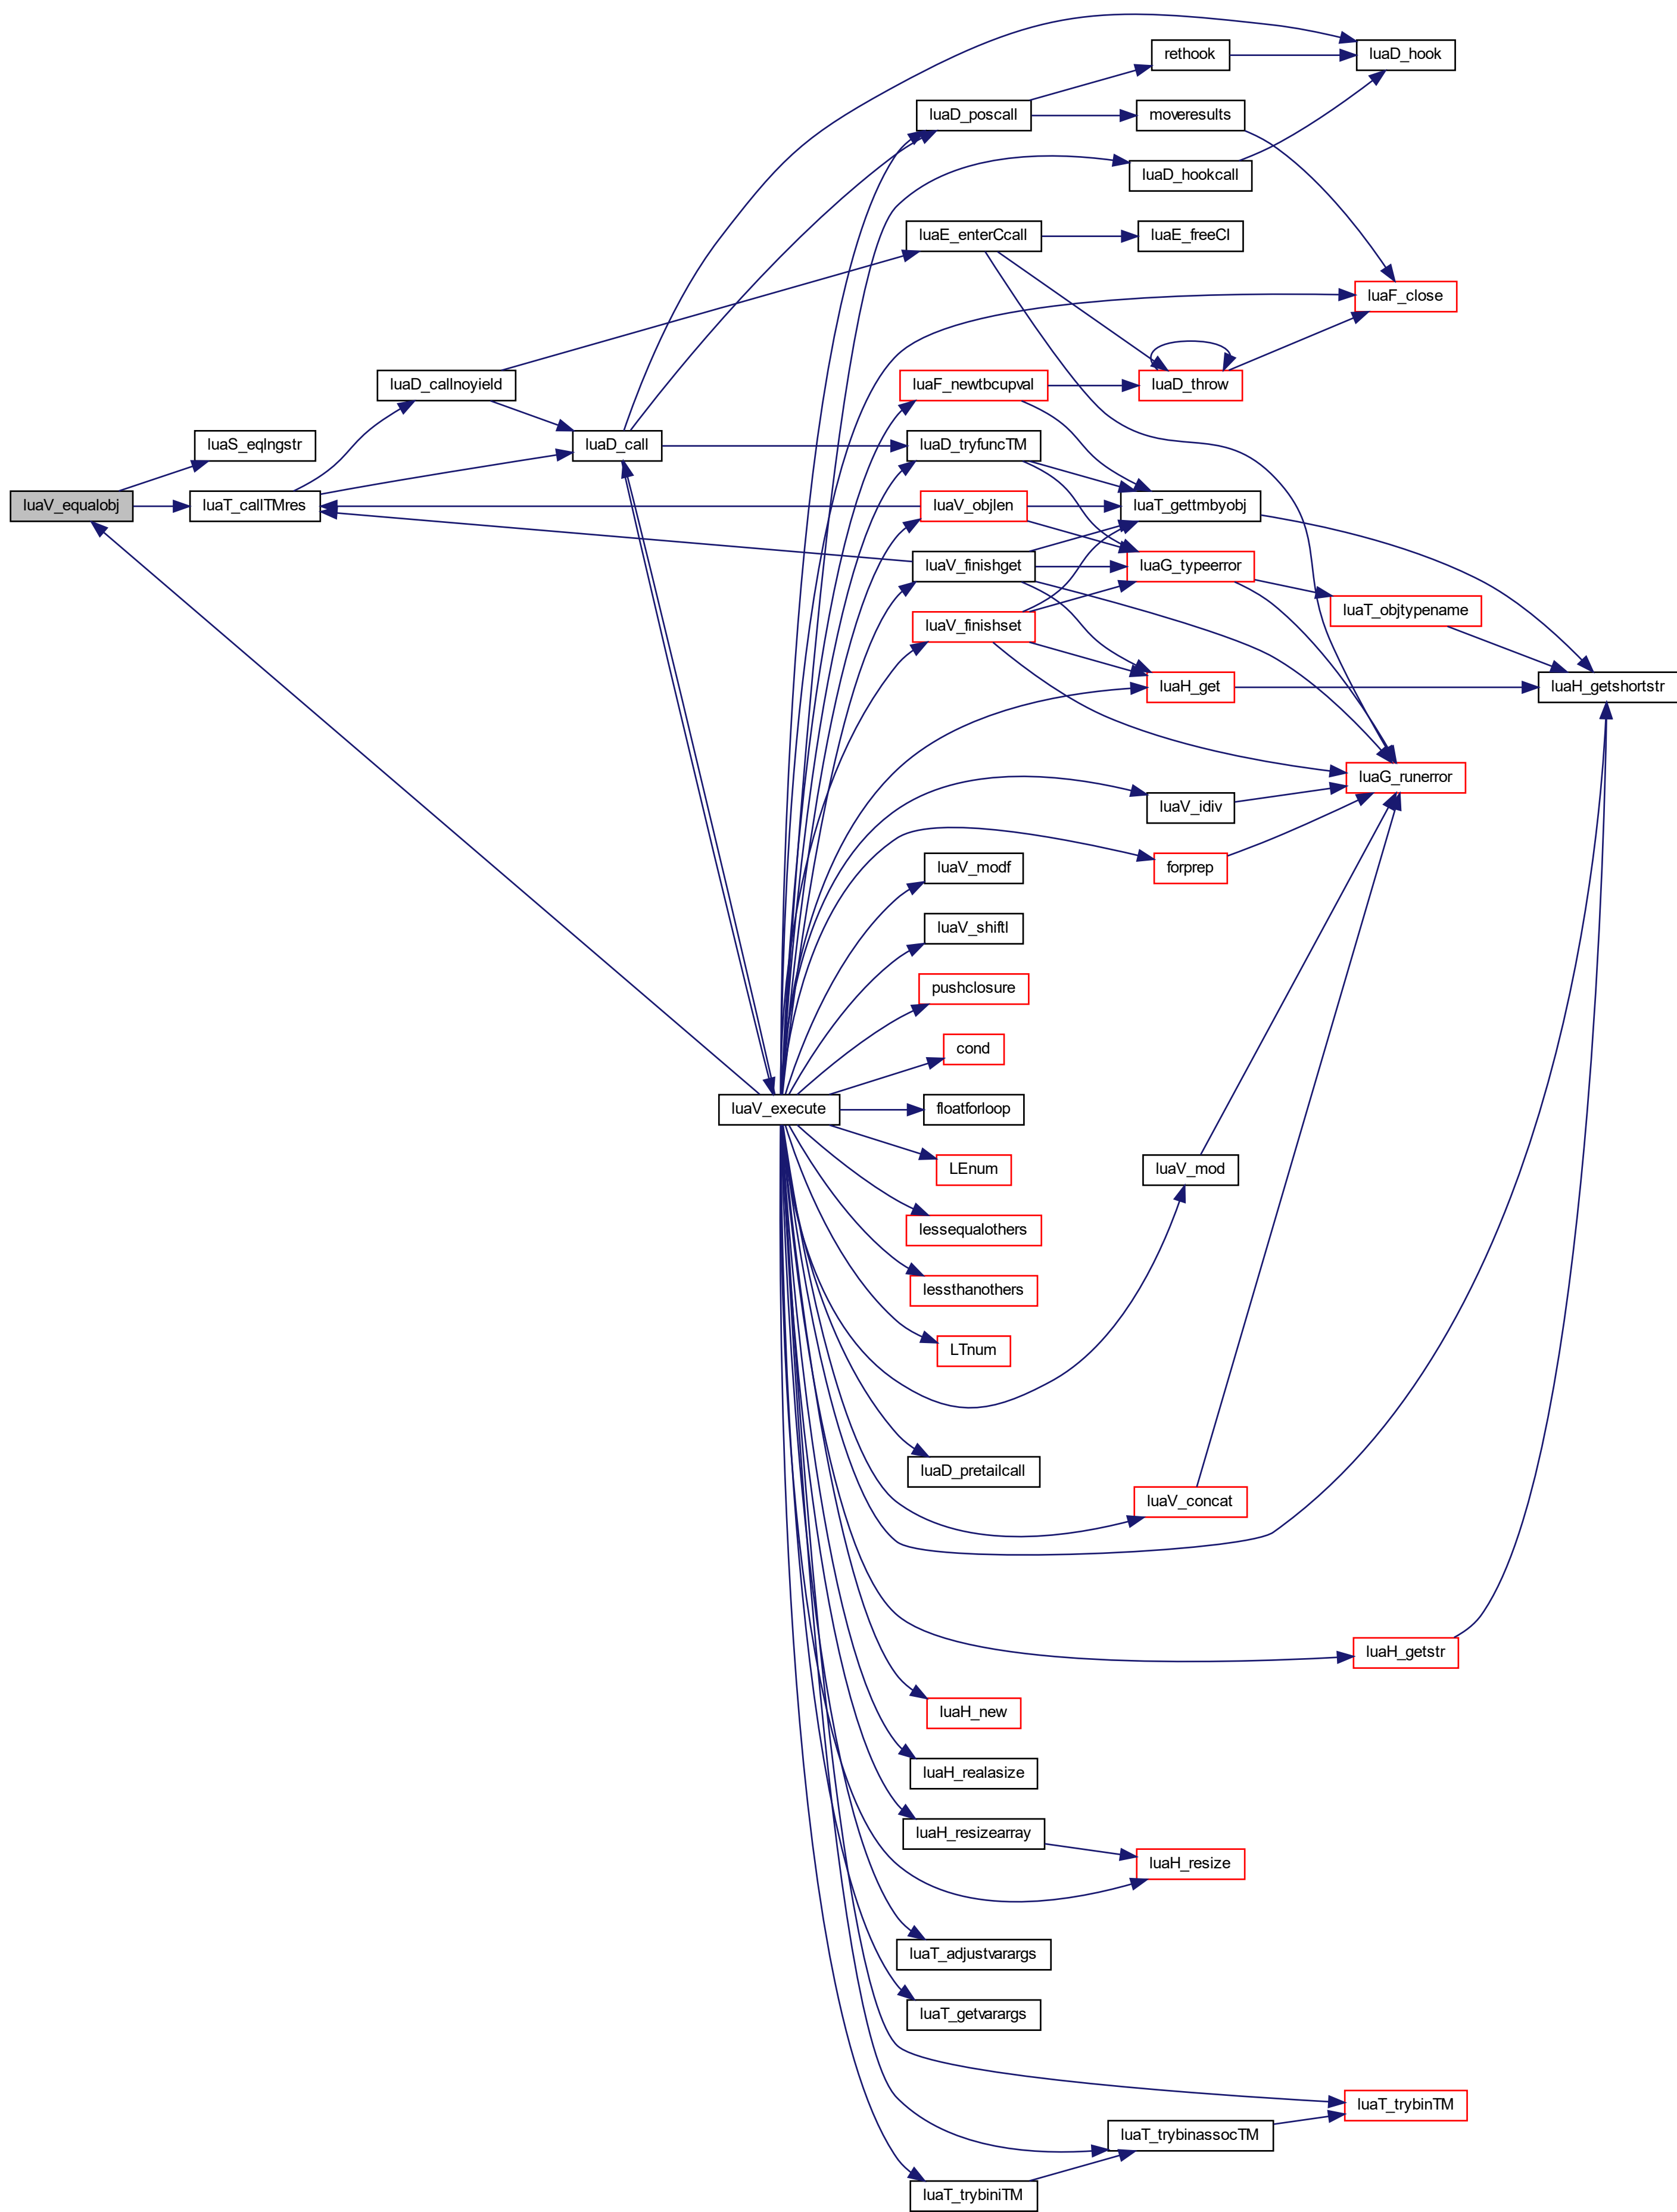 rethook
luaD_hook
luaD_poscall
moveresults
luaD_hookcall
luaE_enterCcall
luaE_freeCI
luaF_close
luaD_callnoyield
luaF_newtbcupval
luaD_throw
luaS_eqlngstr
luaD_call
luaD_tryfuncTM
luaV_equalobj
luaT_callTMres
luaV_objlen
luaT_gettmbyobj
luaV_finishget
luaG_typeerror
luaT_objtypename
luaV_finishset
luaH_get
luaH_getshortstr
luaG_runerror
luaV_idiv
luaV_modf
forprep
luaV_shiftl
pushclosure
cond
luaV_execute
floatforloop
LEnum
luaV_mod
lessequalothers
lessthanothers
LTnum
luaD_pretailcall
luaV_concat
luaH_getstr
luaH_new
luaH_realasize
luaH_resizearray
luaH_resize
luaT_adjustvarargs
luaT_getvarargs
luaT_trybinTM
luaT_trybinassocTM
luaT_trybiniTM